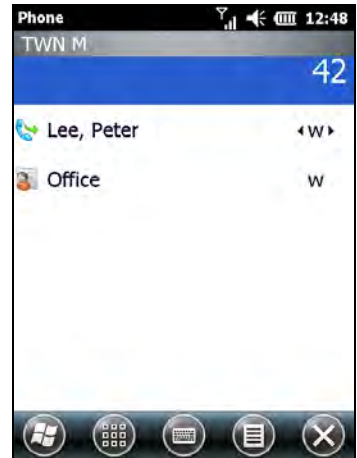 Phone 12:48
TWN M
42
Lee, Peter W
Office W